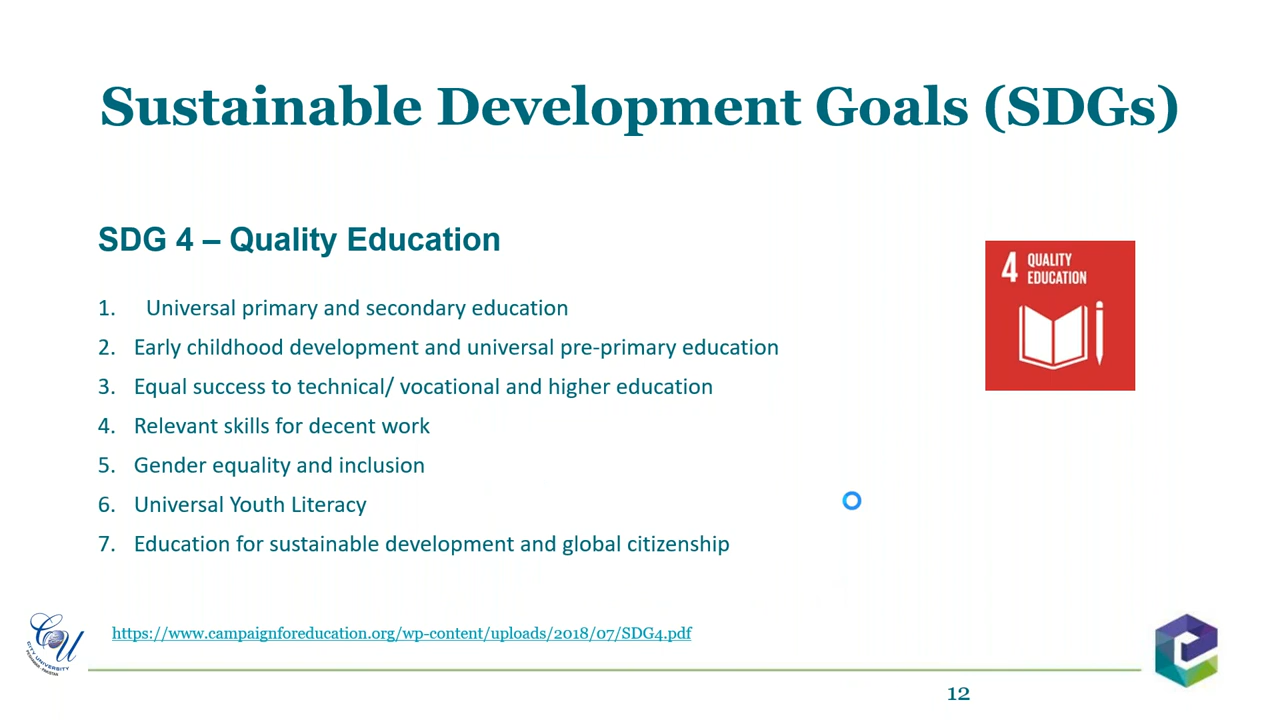 Sustainable Development Goals (SDGs)
SDG 4 – Quality Education
4 QUALITY
EDUCATION
1. Universal primary and secondary education
2. Early childhood development and universal pre-primary education
3. Equal success to technical/ vocational and higher education
4. Relevant skills for decent work
5. Gender equality and inclusion
6. Universal Youth Literacy
7. Education for sustainable development and global citizenship
https://www.campaignforeducation.org/wp-content/uploads/2018/07/SDG4.pdf
CU
CITY UNIVERSITY
12